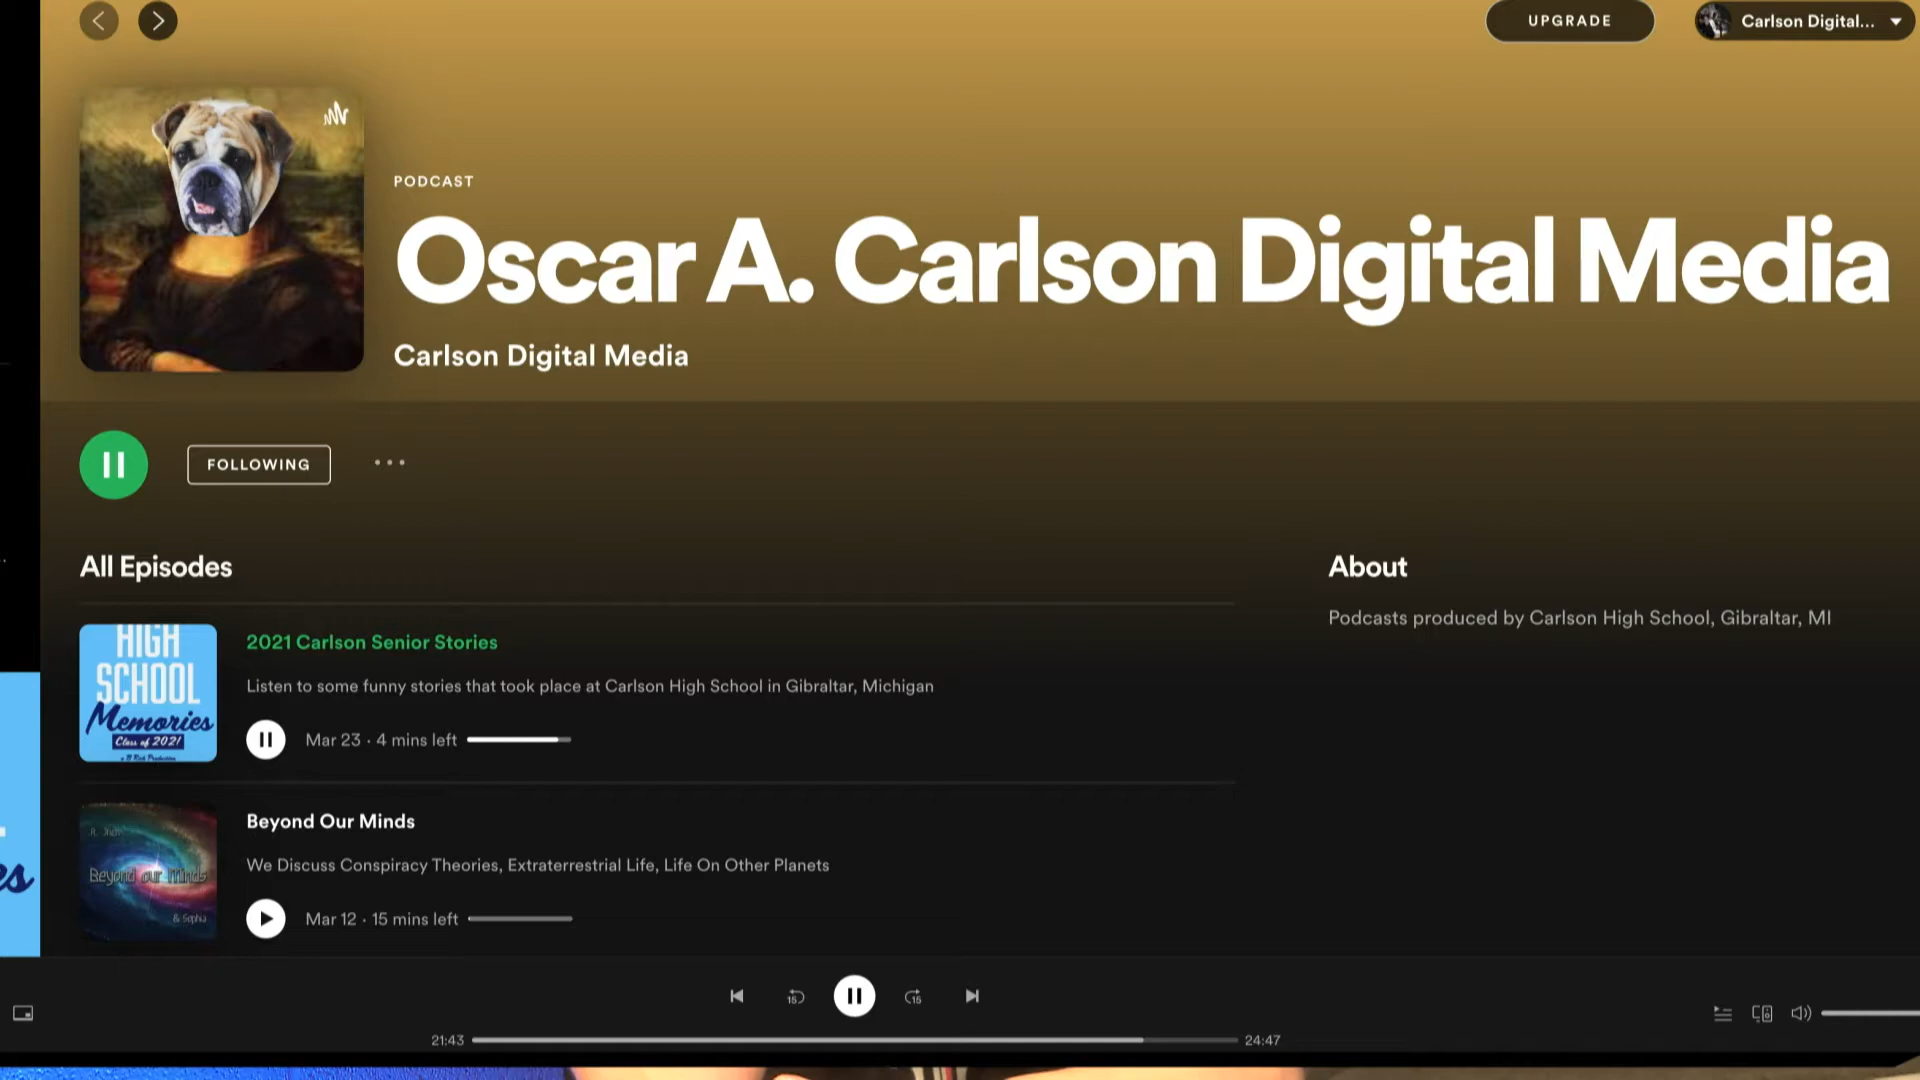 UPGRADE
Carlson Digital...
PODCAST
Oscar A. Carlson Digital Media
Carlson Digital Media
FOLLOWING
All Episodes
About
Podcasts produced by Carlson High School, Gibraltar, MI
HIGH
SCHOOL
Memories
Class of 2021
2021 Carlson Senior Stories
Listen to some funny stories that took place at Carlson High School in Gibraltar, Michigan
Mar 23 · 4 mins left
Beyond our Minds
& Sophia
Beyond Our Minds
We Discuss Conspiracy Theories, Extraterrestrial Life, Life On Other Planets
Mar 12 · 15 mins left
es
15
15
21:43
24:47